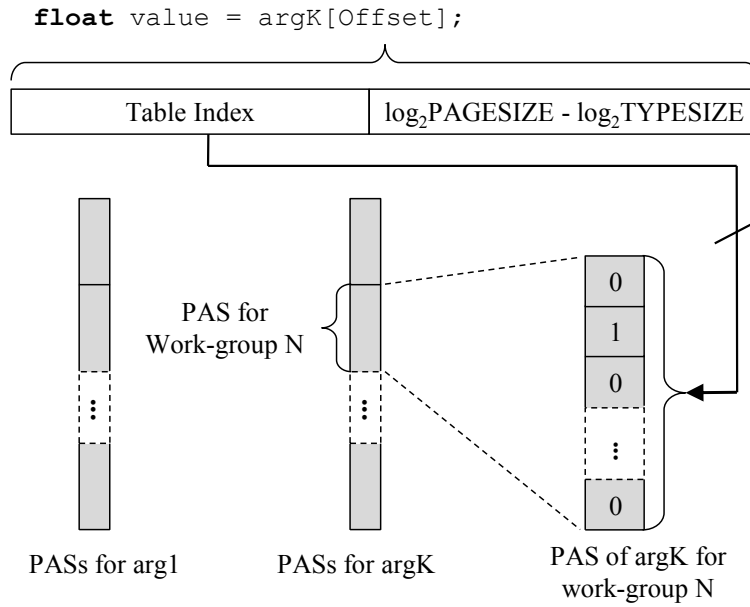 float value = argK[Offset];
Table Index
log₂PAGESIZE - log₂TYPESIZE
PAS for
Work-group N
0
1
0
...
...
...
0
PASs for arg1
PASs for argK
PAS of argK for
work-group N